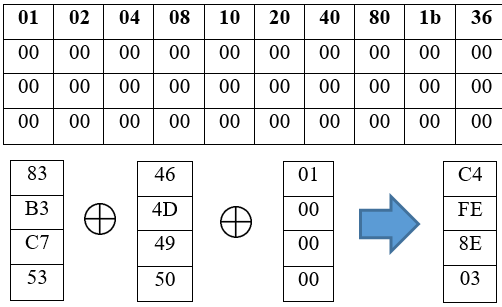 01 02 04 08 10 20 40 80 1b 36
00 00 00 00 00 00 00 00 00 00
00 00 00 00 00 00 00 00 00 00
00 00 00 00 00 00 00 00 00 00
83 46 01 C4
B3 ⊕ 4D ⊕ 00 FE
C7 49 00 8E
53 50 00 03